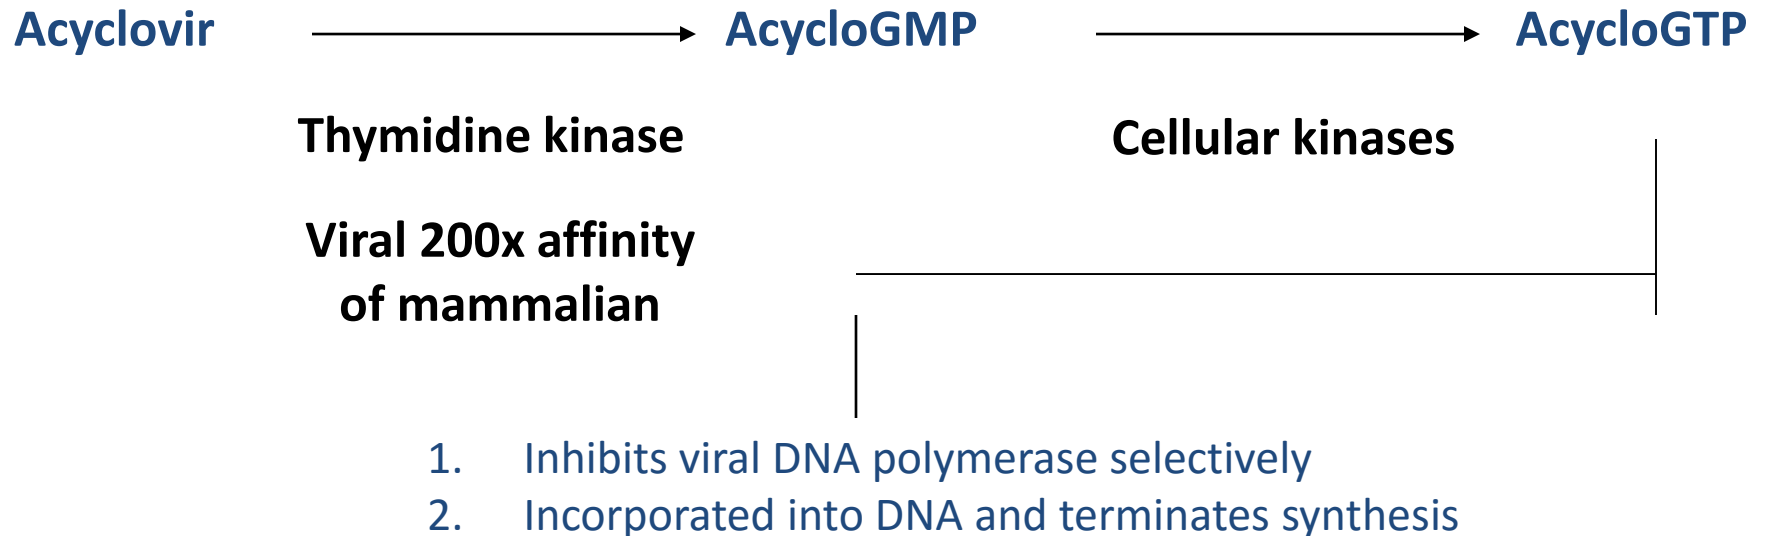 Acyclovir AcycloGMP AcycloGTP
Thymidine kinase Cellular kinases
Viral 200x affinity
of mammalian
1. Inhibits viral DNA polymerase selectively
2. Incorporated into DNA and terminates synthesis